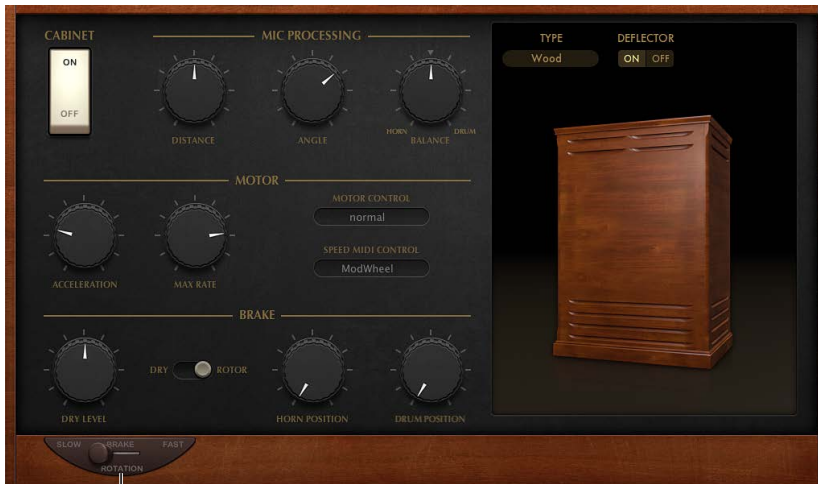 CABINET
ON
OFF
MIC PROCESSING
DISTANCE
ANGLE
HORN
DRUM
BALANCE
TYPE
Wood
DEFLECTOR
ON OFF
MOTOR
ACCELERATION
MAX RATE
MOTOR CONTROL
normal
SPEED MIDI CONTROL
ModWheel
BRAKE
DRY LEVEL
DRY
ROTOR
HORN POSITION
DRUM POSITION
SLOW
BRAKE
FAST
ROTATION